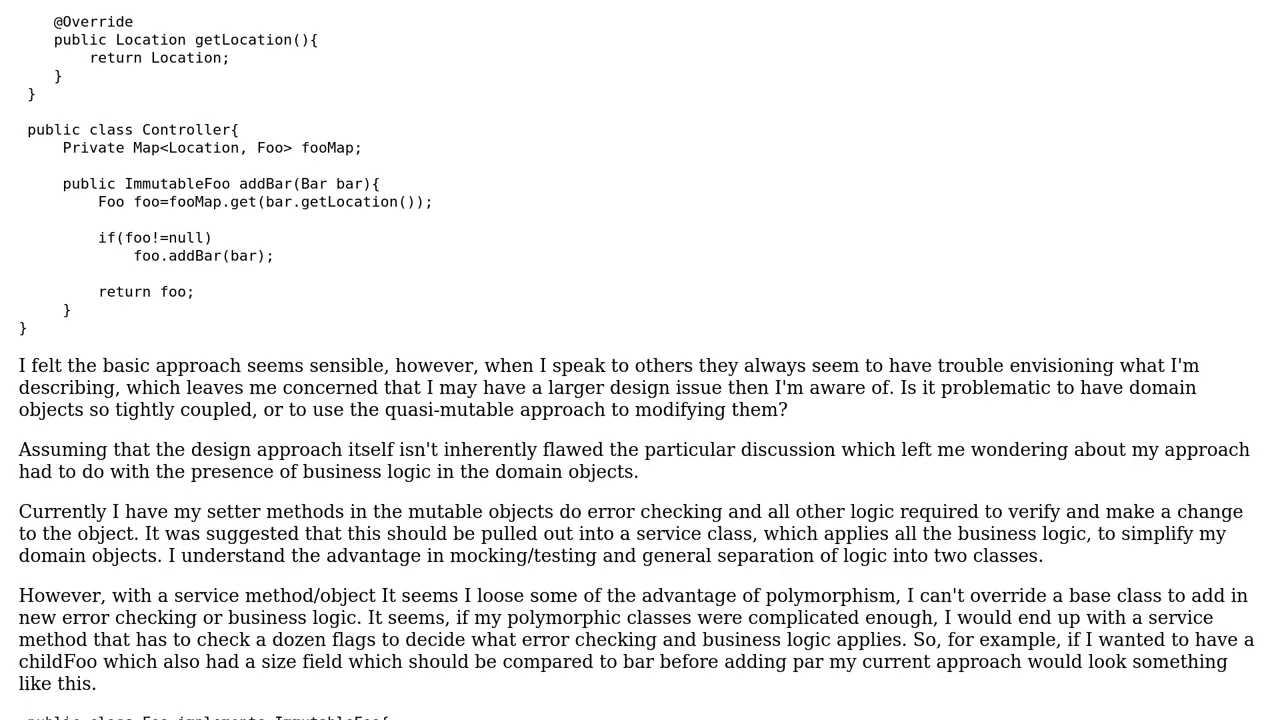 @Override
public Location getLocation(){
return Location;
}
}
public class Controller{
Private Map<Location, Foo> fooMap;
public ImmutableFoo addBar(Bar bar){
Foo foo=fooMap.get(bar.getLocation());
if(foo!=null)
foo.addBar(bar);
return foo;
}
}
I felt the basic approach seems sensible, however, when I speak to others they always seem to have trouble envisioning what I'm
describing, which leaves me concerned that I may have a larger design issue then I'm aware of. Is it problematic to have domain
objects so tightly coupled, or to use the quasi-mutable approach to modifying them?
Assuming that the design approach itself isn't inherently flawed the particular discussion which left me wondering about my approach
had to do with the presence of business logic in the domain objects.
Currently I have my setter methods in the mutable objects do error checking and all other logic required to verify and make a change
to the object. It was suggested that this should be pulled out into a service class, which applies all the business logic, to simplify my
domain objects. I understand the advantage in mocking/testing and general separation of logic into two classes.
However, with a service method/object It seems I loose some of the advantage of polymorphism, I can't override a base class to add in
new error checking or business logic. It seems, if my polymorphic classes were complicated enough, I would end up with a service
method that has to check a dozen flags to decide what error checking and business logic applies. So, for example, if I wanted to have a
childFoo which also had a size field which should be compared to bar before adding par my current approach would look something
like this.
public class Foo implements ImmutableFoo{